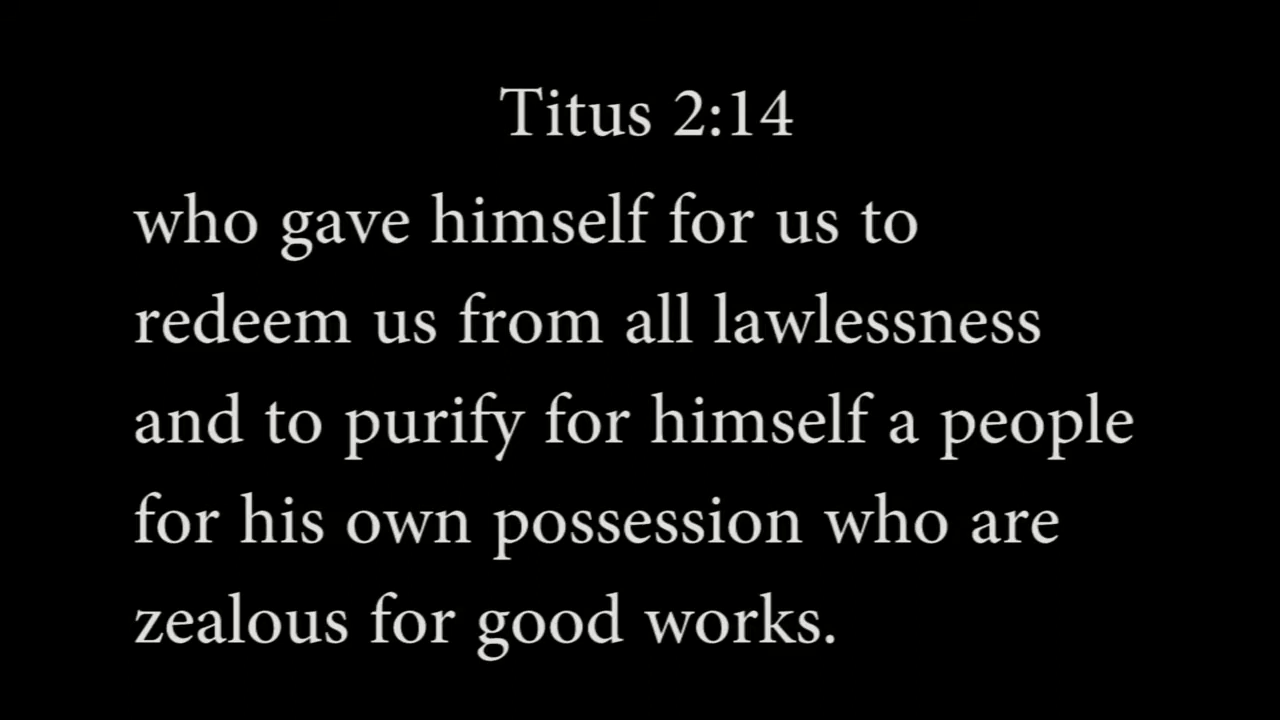 Titus 2:14
who gave himself for us to
redeem us from all lawlessness
and to purify for himself a people
for his own possession who are
zealous for good works.